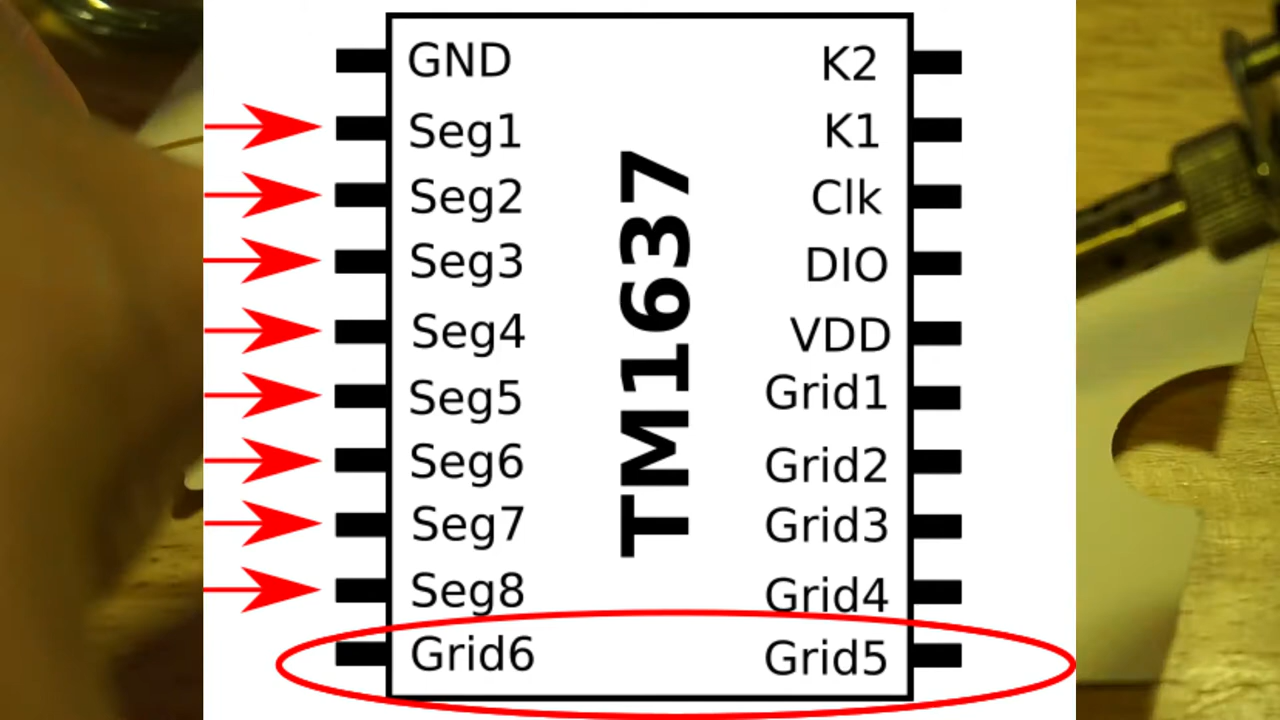 GND
Seg1
Seg2
Seg3
Seg4
Seg5
Seg6
Seg7
Seg8
Grid6
TM1637
K2
K1
Clk
DIO
VDD
Grid1
Grid2
Grid3
Grid4
Grid5